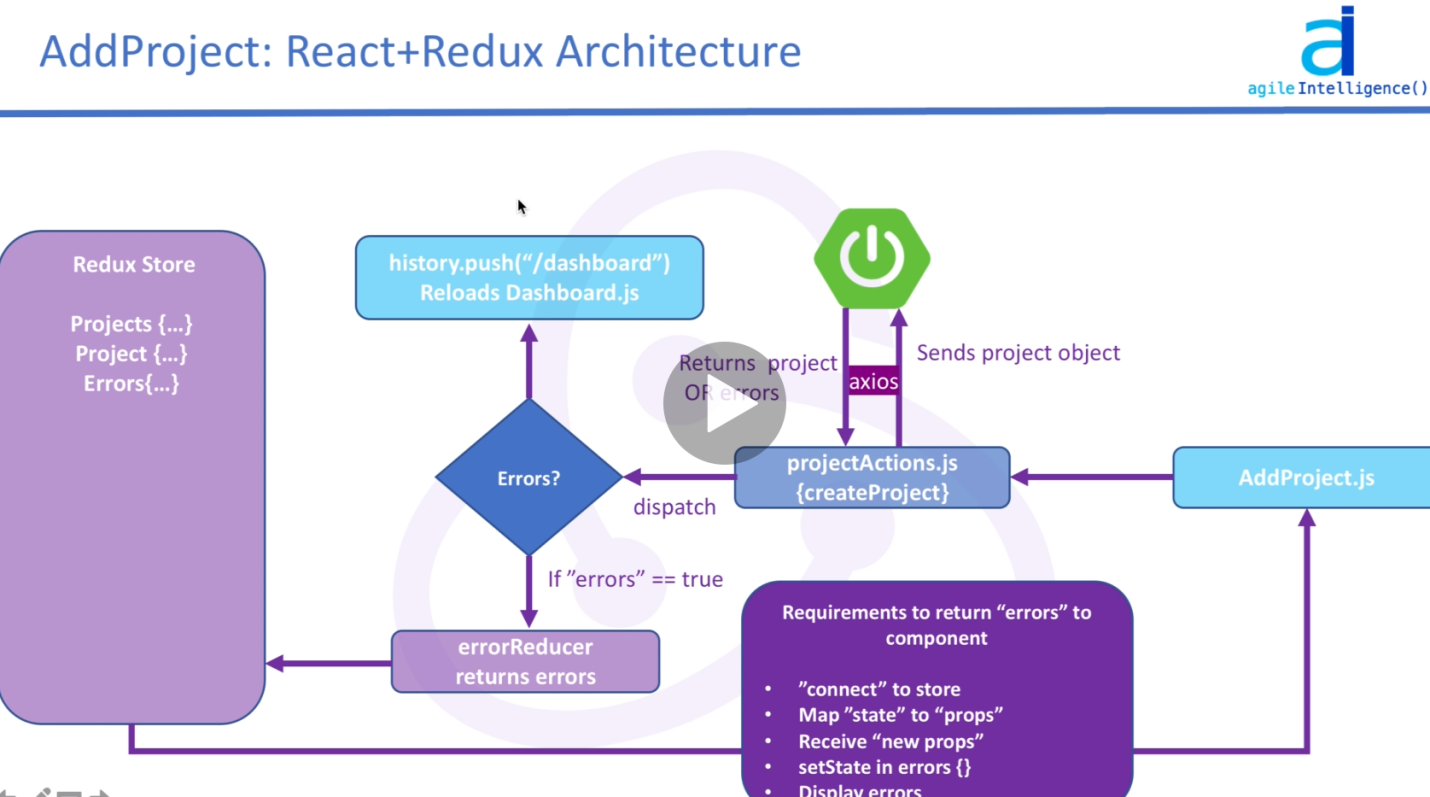 AddProject: React+Redux Architecture
ai
agileIntelligence()
Redux Store
Projects {...}
Project {...}
Errors{...}
history.push(“/dashboard”)
Reloads Dashboard.js
Returns project
OR errors
axios
Sends project object
Errors?
dispatch
projectActions.js
{createProject}
AddProject.js
If ”errors” == true
errorReducer
returns errors
Requirements to return “errors” to
component
• ”connect” to store
• Map ”state” to “props”
• Receive “new props”
• setState in errors {}
• Display errors